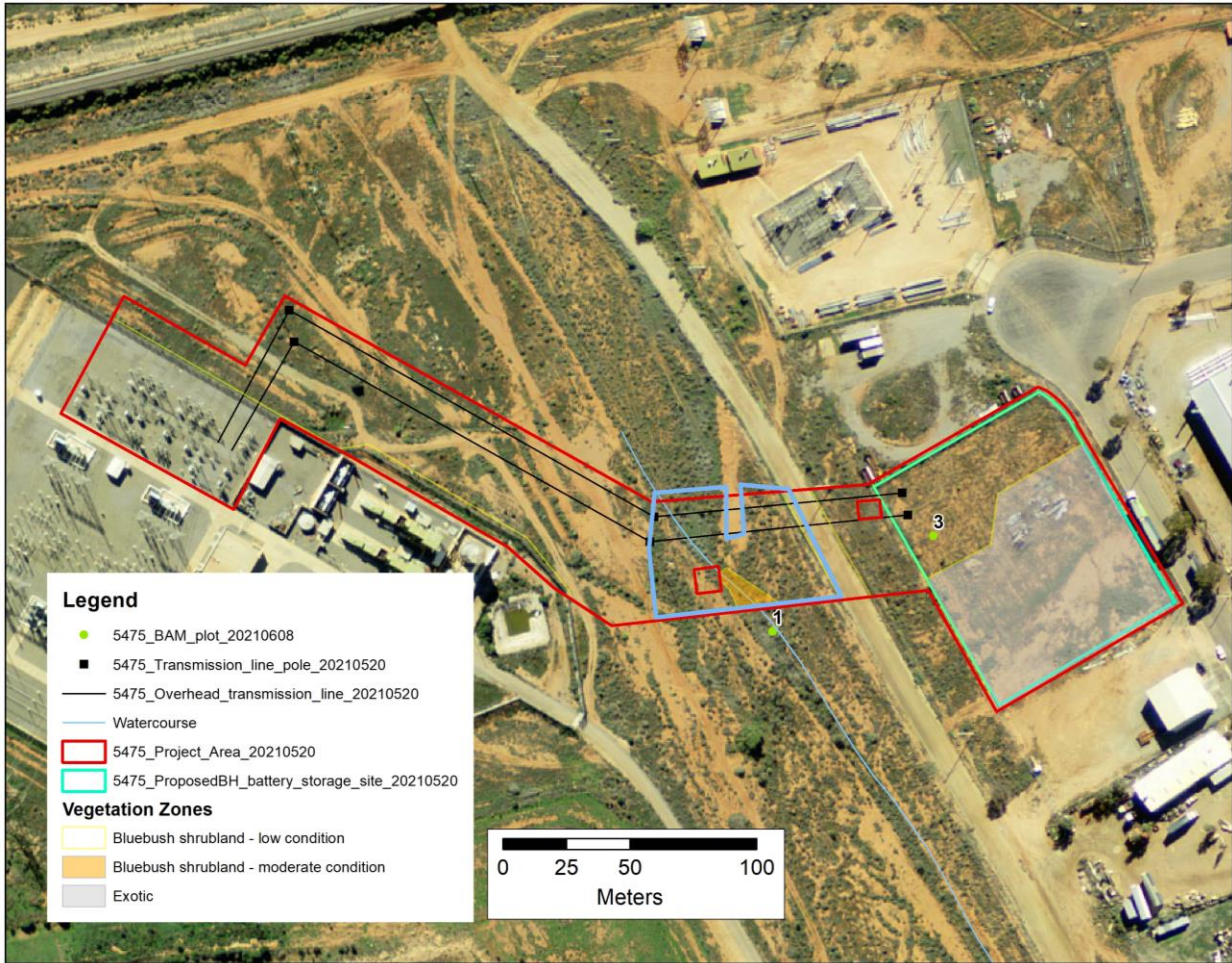 3
1
Legend
5475_BAM_plot_20210608
5475_Transmission_line_pole_20210520
5475_Overhead_transmission_line_20210520
Watercourse
5475_Project_Area_20210520
5475_ProposedBH_battery_storage_site_20210520
Vegetation Zones
Bluebush shrubland - low condition
Bluebush shrubland - moderate condition
Exotic
0 25 50 100
Meters